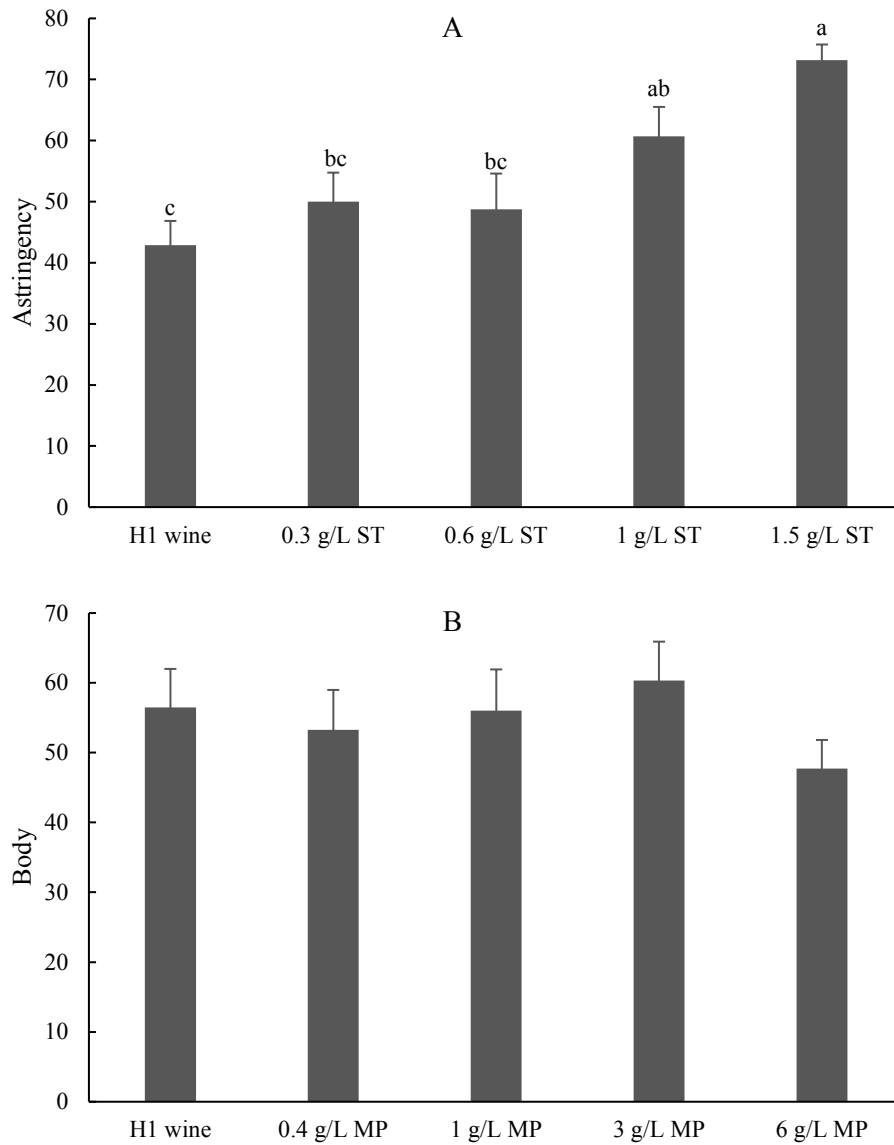 A
80
70
60
50
40
30
20
10
0
Astringency
c
bc
bc
ab
a
H1 wine 0.3 g/L ST 0.6 g/L ST 1 g/L ST 1.5 g/L ST
B
70
60
50
40
30
20
10
0
Body
H1 wine 0.4 g/L MP 1 g/L MP 3 g/L MP 6 g/L MP